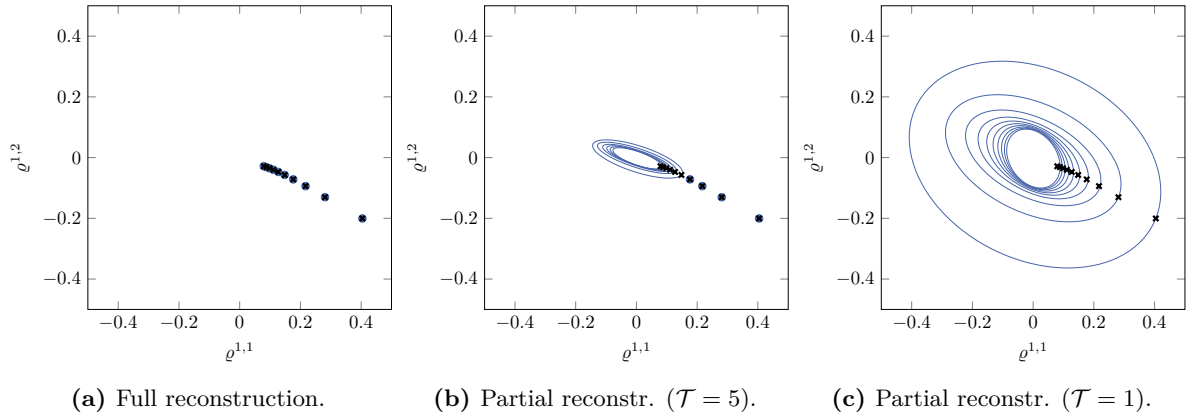 0.4
0.2
0
−0.2
−0.4
ϱ^{1,2}
−0.4 −0.2 0 0.2 0.4
ϱ^{1,1}
(a) Full reconstruction.
0.4
0.2
0
−0.2
−0.4
ϱ^{1,2}
−0.4 −0.2 0 0.2 0.4
ϱ^{1,1}
(b) Partial reconstr. (𝒯 = 5).
0.4
0.2
0
−0.2
−0.4
ϱ^{1,2}
−0.4 −0.2 0 0.2 0.4
ϱ^{1,1}
(c) Partial reconstr. (𝒯 = 1).